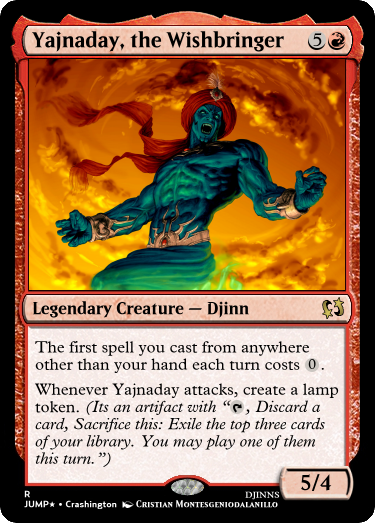 Yajnaday, the Wishbringer 5
Legendary Creature — Djinn
The first spell you cast from anywhere
other than your hand each turn costs 0.
Whenever Yajnaday attacks, create a lamp
token. (Its an artifact with “, Discard a
card, Sacrifice this: Exile the top three cards
of your library. You may play one of them
this turn.”)
5/4
R DJINNS
JUMP★ • Crashington Cristian Montesgeniodalanillo